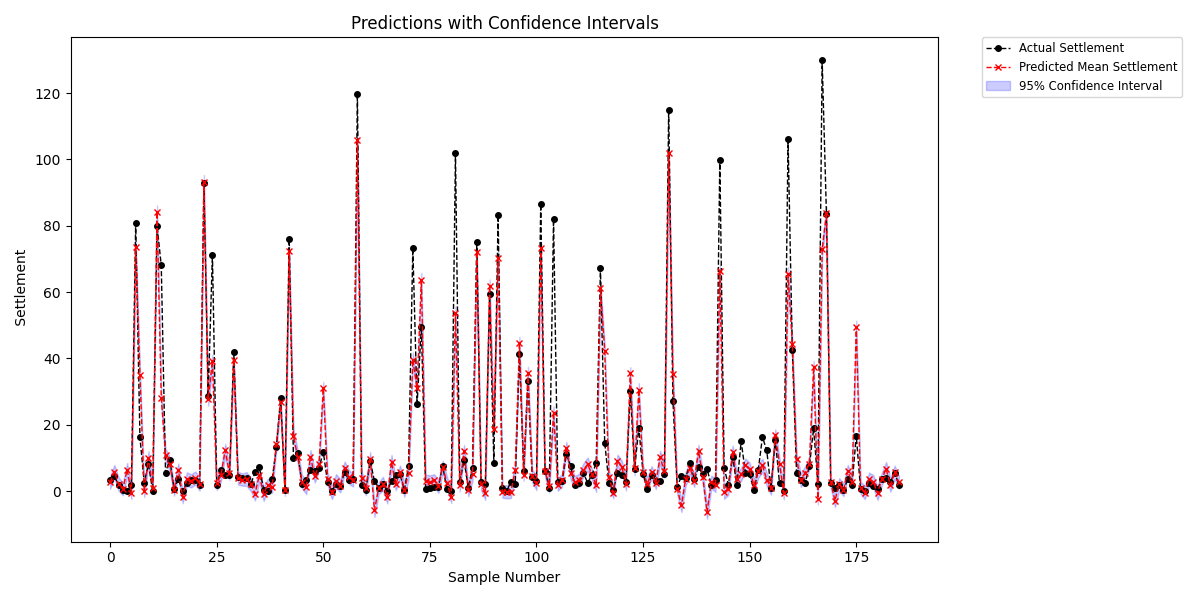 Predictions with Confidence Intervals
Actual Settlement
Predicted Mean Settlement
95% Confidence Interval
Settlement
120
100
80
60
40
20
0
0 25 50 75 100 125 150 175
Sample Number